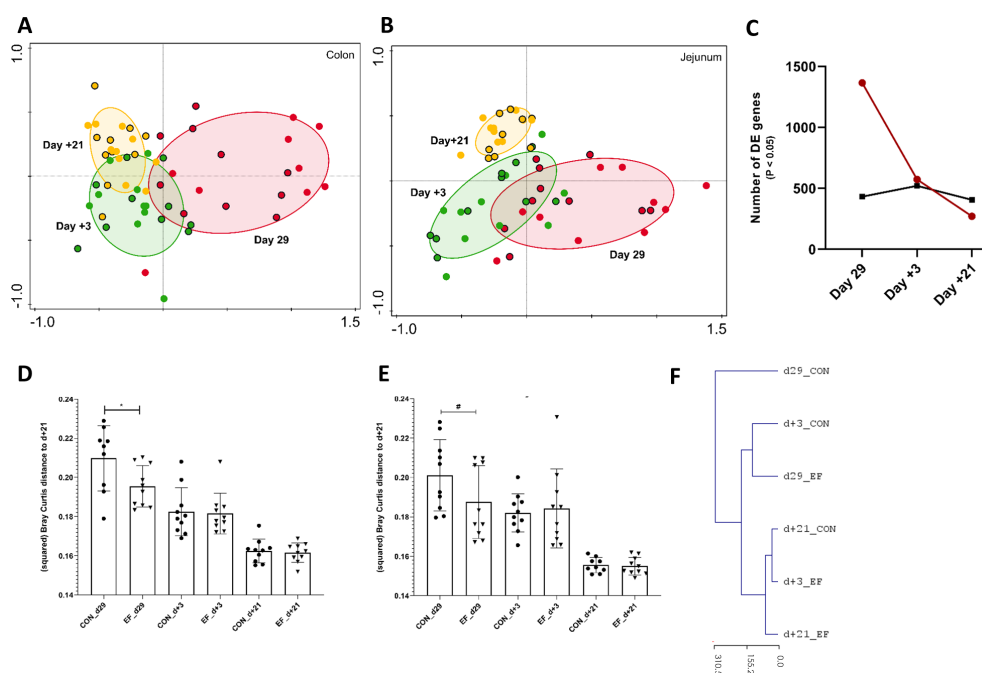 A
Colon
1.0
-1.0
-1.0
1.5
Day +21
Day +3
Day 29
B
Jejunum
1.0
-1.0
-1.0
1.5
Day+21
Day +3
Day 29
C
Number of DE genes
(P < 0.05)
1500
1000
500
0
Day 29
Day +3
Day +21
D
(squared) Bray Curtis distance to d+21
0.24
0.22
0.20
0.18
0.16
0.14
*
CON_d29
EF_d29
CON_d+3
EF_d+3
CON_d+21
EF_d+21
E
(squared) Bray Curtis distance to d+21
0.24
0.22
0.20
0.18
0.16
0.14
#
CON_d29
EF_d29
CON_d+3
EF_d+3
CON_d+21
EF_d+21
F
d29_CON
d+3_CON
d29_EF
d+21_CON
d+3_EF
d+21_EF
310.5
155.2
0.0